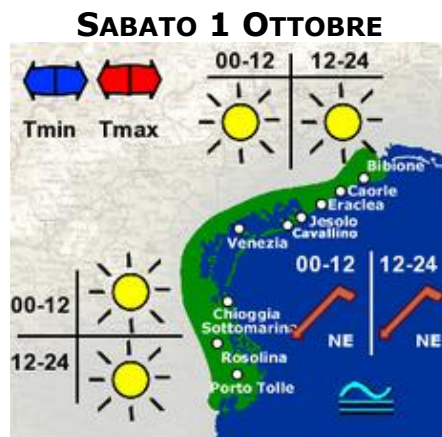 SABATO 1 OTTOBRE
00-12 12-24
Tmin Tmax
Bibione
Caorle
Eraclea
Jesolo
Cavallino
Venezia
00-12 12-24
00-12
Chioggia
Sottomarina
NE NE
12-24
Rosolina
Porto Tolle